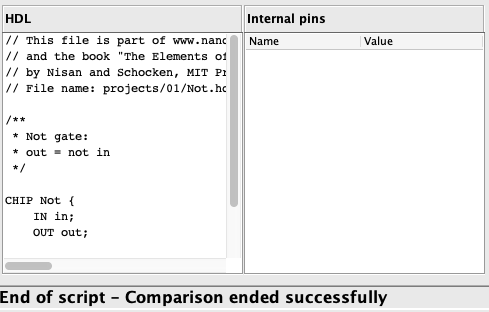 HDL
// This file is part of www.nand
// and the book "The Elements of
// by Nisan and Schocken, MIT Pr
// File name: projects/01/Not.hd
/**
 * Not gate:
 * out = not in
 */
CHIP Not {
    IN in;
    OUT out;
Internal pins
Name Value
End of script – Comparison ended successfully